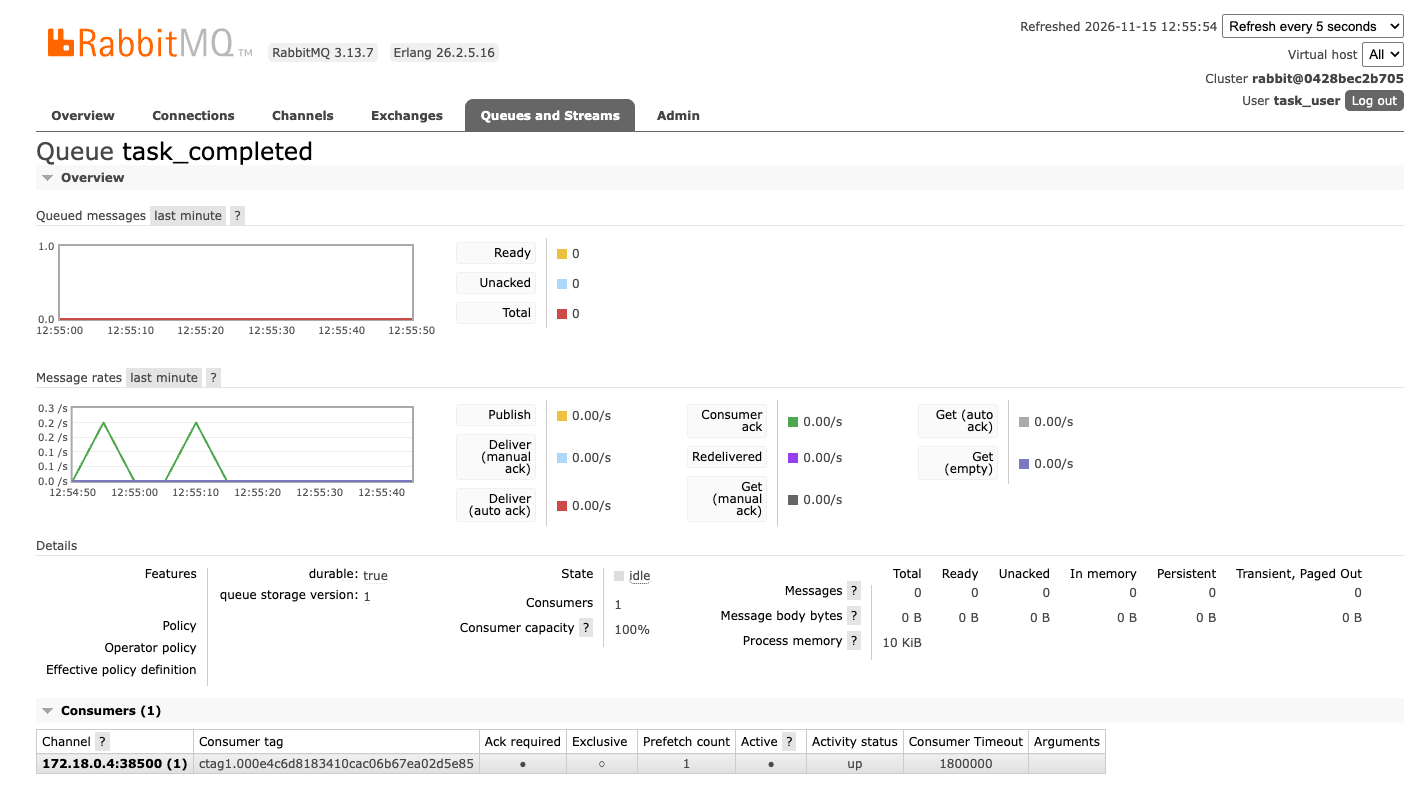 RabbitMQ TM RabbitMQ 3.13.7 Erlang 26.2.5.16
Refreshed 2026-11-15 12:55:54 Refresh every 5 seconds
Virtual host All
Cluster rabbit@0428bec2b705
User task_user Log out
Overview Connections Channels Exchanges Queues and Streams Admin
Queue task_completed
Overview
Queued messages last minute ?
1.0
0.0
12:55:00 12:55:10 12:55:20 12:55:30 12:55:40 12:55:50
Ready 0
Unacked 0
Total 0
Message rates last minute ?
0.3 /s
0.2 /s
0.2 /s
0.1 /s
0.1 /s
0.0 /s
12:54:50 12:55:00 12:55:10 12:55:20 12:55:30 12:55:40
Publish 0.00/s
Deliver
(manual 0.00/s
ack)
Deliver
(auto ack) 0.00/s
Consumer
ack 0.00/s
Redelivered 0.00/s
Get
(manual 0.00/s
ack)
Get (auto
ack) 0.00/s
Get
(empty) 0.00/s
Details
Features durable: true
queue storage version: 1
Policy
Operator policy
Effective policy definition
State idle
Consumers 1
Consumer capacity ? 100%
Total Ready Unacked In memory Persistent Transient, Paged Out
Messages ? 0 0 0 0 0 0
Message body bytes ? 0 B 0 B 0 B 0 B 0 B 0 B
Process memory ? 10 KiB
Consumers (1)
Channel ? Consumer tag Ack required Exclusive Prefetch count Active ? Activity status Consumer Timeout Arguments
172.18.0.4:38500 (1) ctag1.000e4c6d8183410cac06b67ea02d5e85 ● ○ 1 ● up 1800000